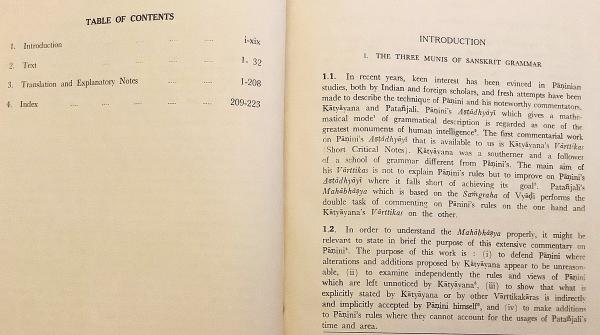 TABLE OF CONTENTS
1. Introduction .... .... .... i-xix
2. Text .... .... .... .... 1- 32
3. Translation and Explanatory Notes .... .... 1-208
4. Index .... .... .... .... .... 209-223
INTRODUCTION
1. THE THREE MUNIS OF SANSKRIT GRAMMAR
1.1. In recent years, keen interest has been evinced in Pāṇinian
studies, both by Indian and foreign scholars, and fresh attempts have been
made to describe the technique of Pāṇini and his noteworthy commentators,
Kātyāyana and Patañjali. Pāṇini's Aṣṭādhyāyī which gives a mathe-
matical mode¹ of grammatical description is regarded as one of the
greatest monuments of human intelligence². The first commentarial work
on Pāṇini's Aṣṭādhyāyī that is available to us is Kātyāyana's Vārttikas
(Short Critical Notes). Kātyāyana was a southerner and a follower
of a school of grammar different from Pāṇini's. The main aim of
his Vārttikas is not to explain Pāṇini's rules but to improve on Pāṇini's
Aṣṭādhyāyī where it falls short of achieving its goal³. Patañjali's
Mahābhāṣya which is based on the Saṁgraha of Vyāḍi performs the
double task of commenting on Pāṇini's rules on the one hand and
Kātyāyana's Vārttikas on the other.
1.2. In order to understand the Mahābhāṣya properly, it might be
relevant to state in brief the purpose of this extensive commentary on
Pāṇini⁴. The purpose of this work is : (i) to defend Pāṇini where
alterations and additions proposed by Kātyāyana appear to be unreason-
able, (ii) to examine independently the rules and views of Pāṇini
which are left unnoticed by Kātyāyana⁵, (iii) to show that what is
explicitly stated by Kātyāyana or by other Vārttikakāras is indirectly
and implicitly accepted by Pāṇini himself⁶, and (iv) to make additions
to Pāṇini's rules where they cannot account for the usages of Patañjali's
time and area.